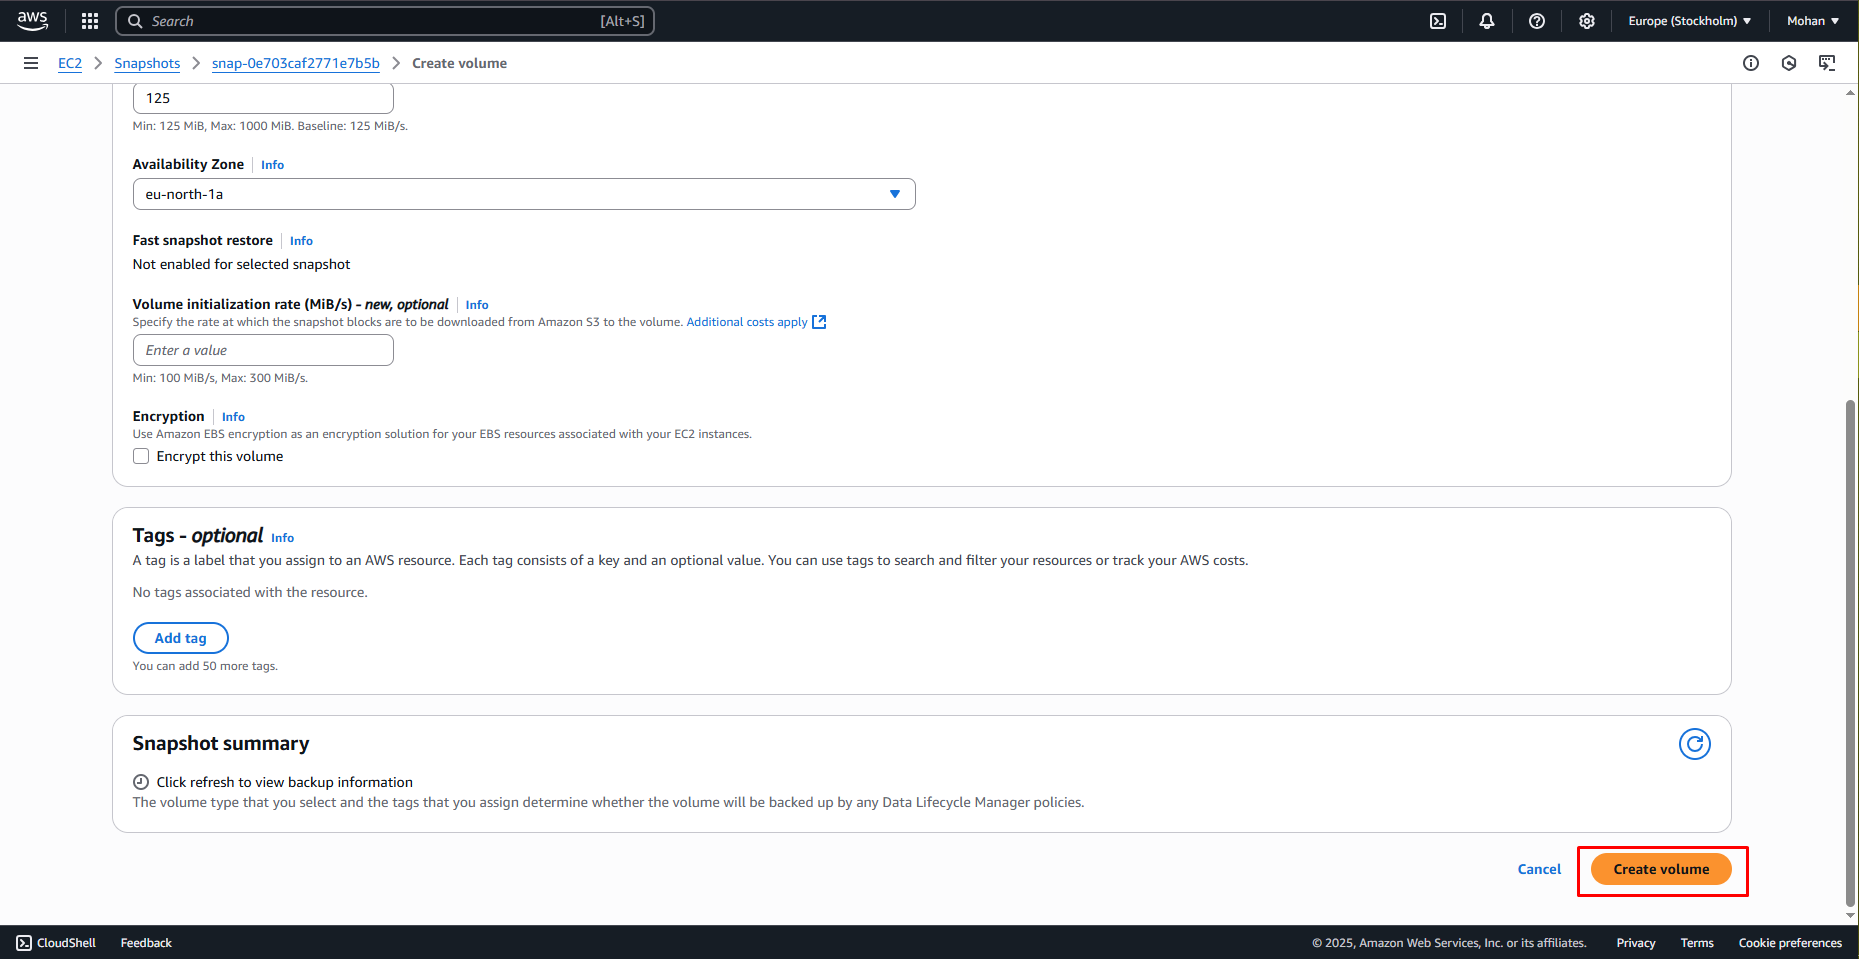 aws
Search [Alt+S]
Europe (Stockholm) Mohan
EC2 Snapshots snap-0e703caf2771e7b5b Create volume
125
Min: 125 MiB, Max: 1000 MiB. Baseline: 125 MiB/s.
Availability Zone Info
eu-north-1a
Fast snapshot restore Info
Not enabled for selected snapshot
Volume initialization rate (MiB/s) - new, optional Info
Specify the rate at which the snapshot blocks are to be downloaded from Amazon S3 to the volume. Additional costs apply
Enter a value
Min: 100 MiB/s, Max: 300 MiB/s.
Encryption Info
Use Amazon EBS encryption as an encryption solution for your EBS resources associated with your EC2 instances.
Encrypt this volume
Tags - optional Info
A tag is a label that you assign to an AWS resource. Each tag consists of a key and an optional value. You can use tags to search and filter your resources or track your AWS costs.
No tags associated with the resource.
Add tag
You can add 50 more tags.
Snapshot summary
Click refresh to view backup information
The volume type that you select and the tags that you assign determine whether the volume will be backed up by any Data Lifecycle Manager policies.
Cancel Create volume
CloudShell Feedback © 2025, Amazon Web Services, Inc. or its affiliates. Privacy Terms Cookie preferences